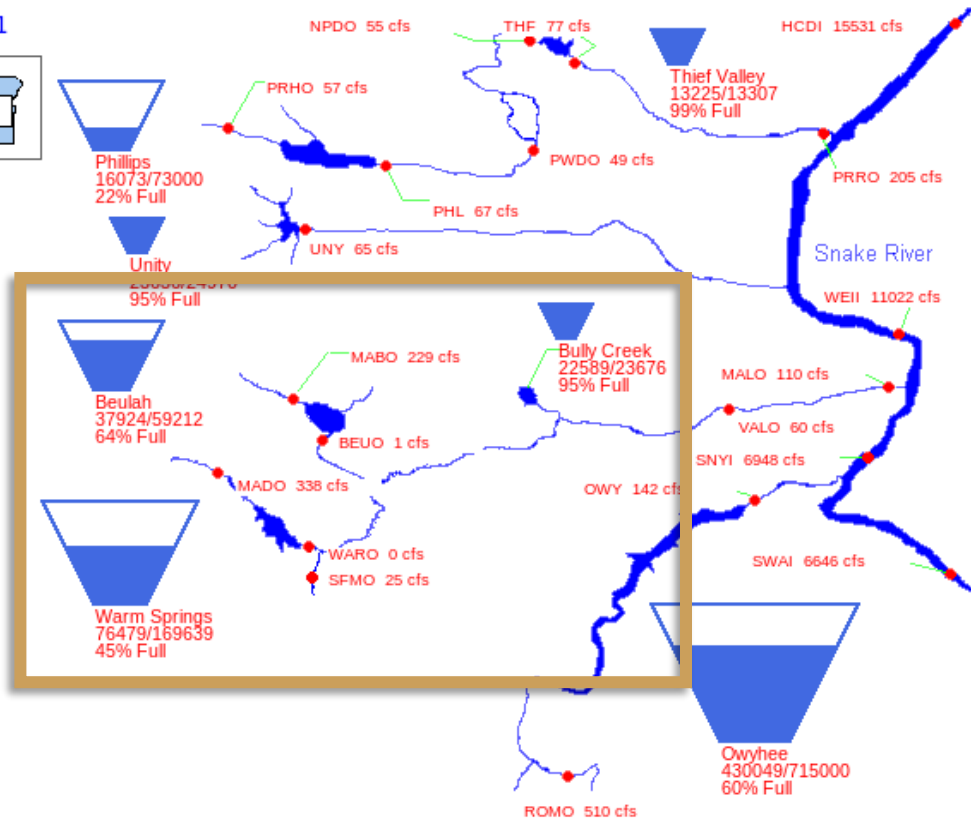 1
NPDO 55 cfs
THF 77 cfs
HCDI 15531 cfs
Thief Valley
13225/13307
99% Full
PRHO 57 cfs
Phillips
16073/73000
22% Full
PWDO 49 cfs
PRRO 205 cfs
PHL 67 cfs
UNY 65 cfs
Snake River
Unity
95% Full
WEII 11022 cfs
MABO 229 cfs
Bully Creek
22589/23676
95% Full
MALO 110 cfs
Beulah
37924/59212
64% Full
VALO 60 cfs
BEUO 1 cfs
SNYI 6948 cfs
MADO 338 cfs
OWY 142 cfs
WARO 0 cfs
SWAI 6646 cfs
SFMO 25 cfs
Warm Springs
76479/169639
45% Full
Owyhee
430049/715000
60% Full
ROMO 510 cfs